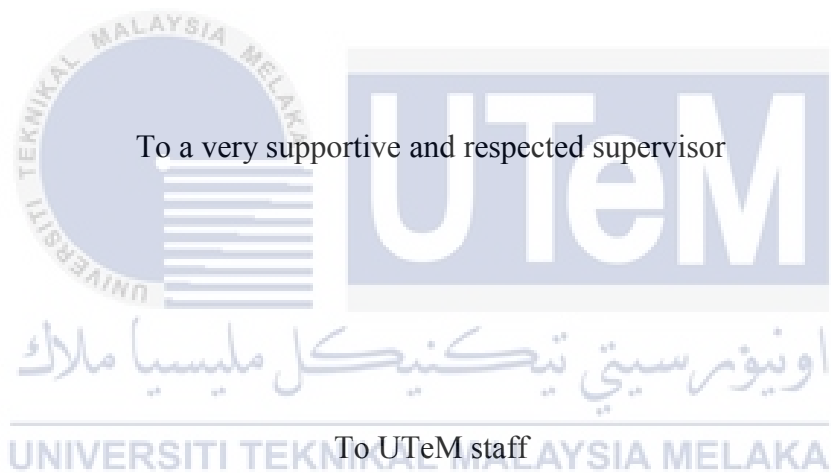 UNIVERSITI TEKNIKAL MALAYSIA MELAKA
UTeM
To a very supportive and respected supervisor
اونيۏرسيتي تيكنيكل مليسيا ملاك
To UTeM staff
UNIVERSITI TEKNIKAL MALAYSIA MELAKA